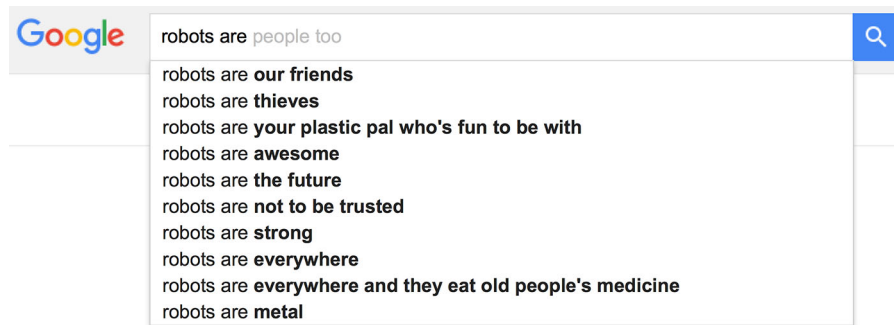 Google
robots are people too
robots are our friends
robots are thieves
robots are your plastic pal who's fun to be with
robots are awesome
robots are the future
robots are not to be trusted
robots are strong
robots are everywhere
robots are everywhere and they eat old people's medicine
robots are metal